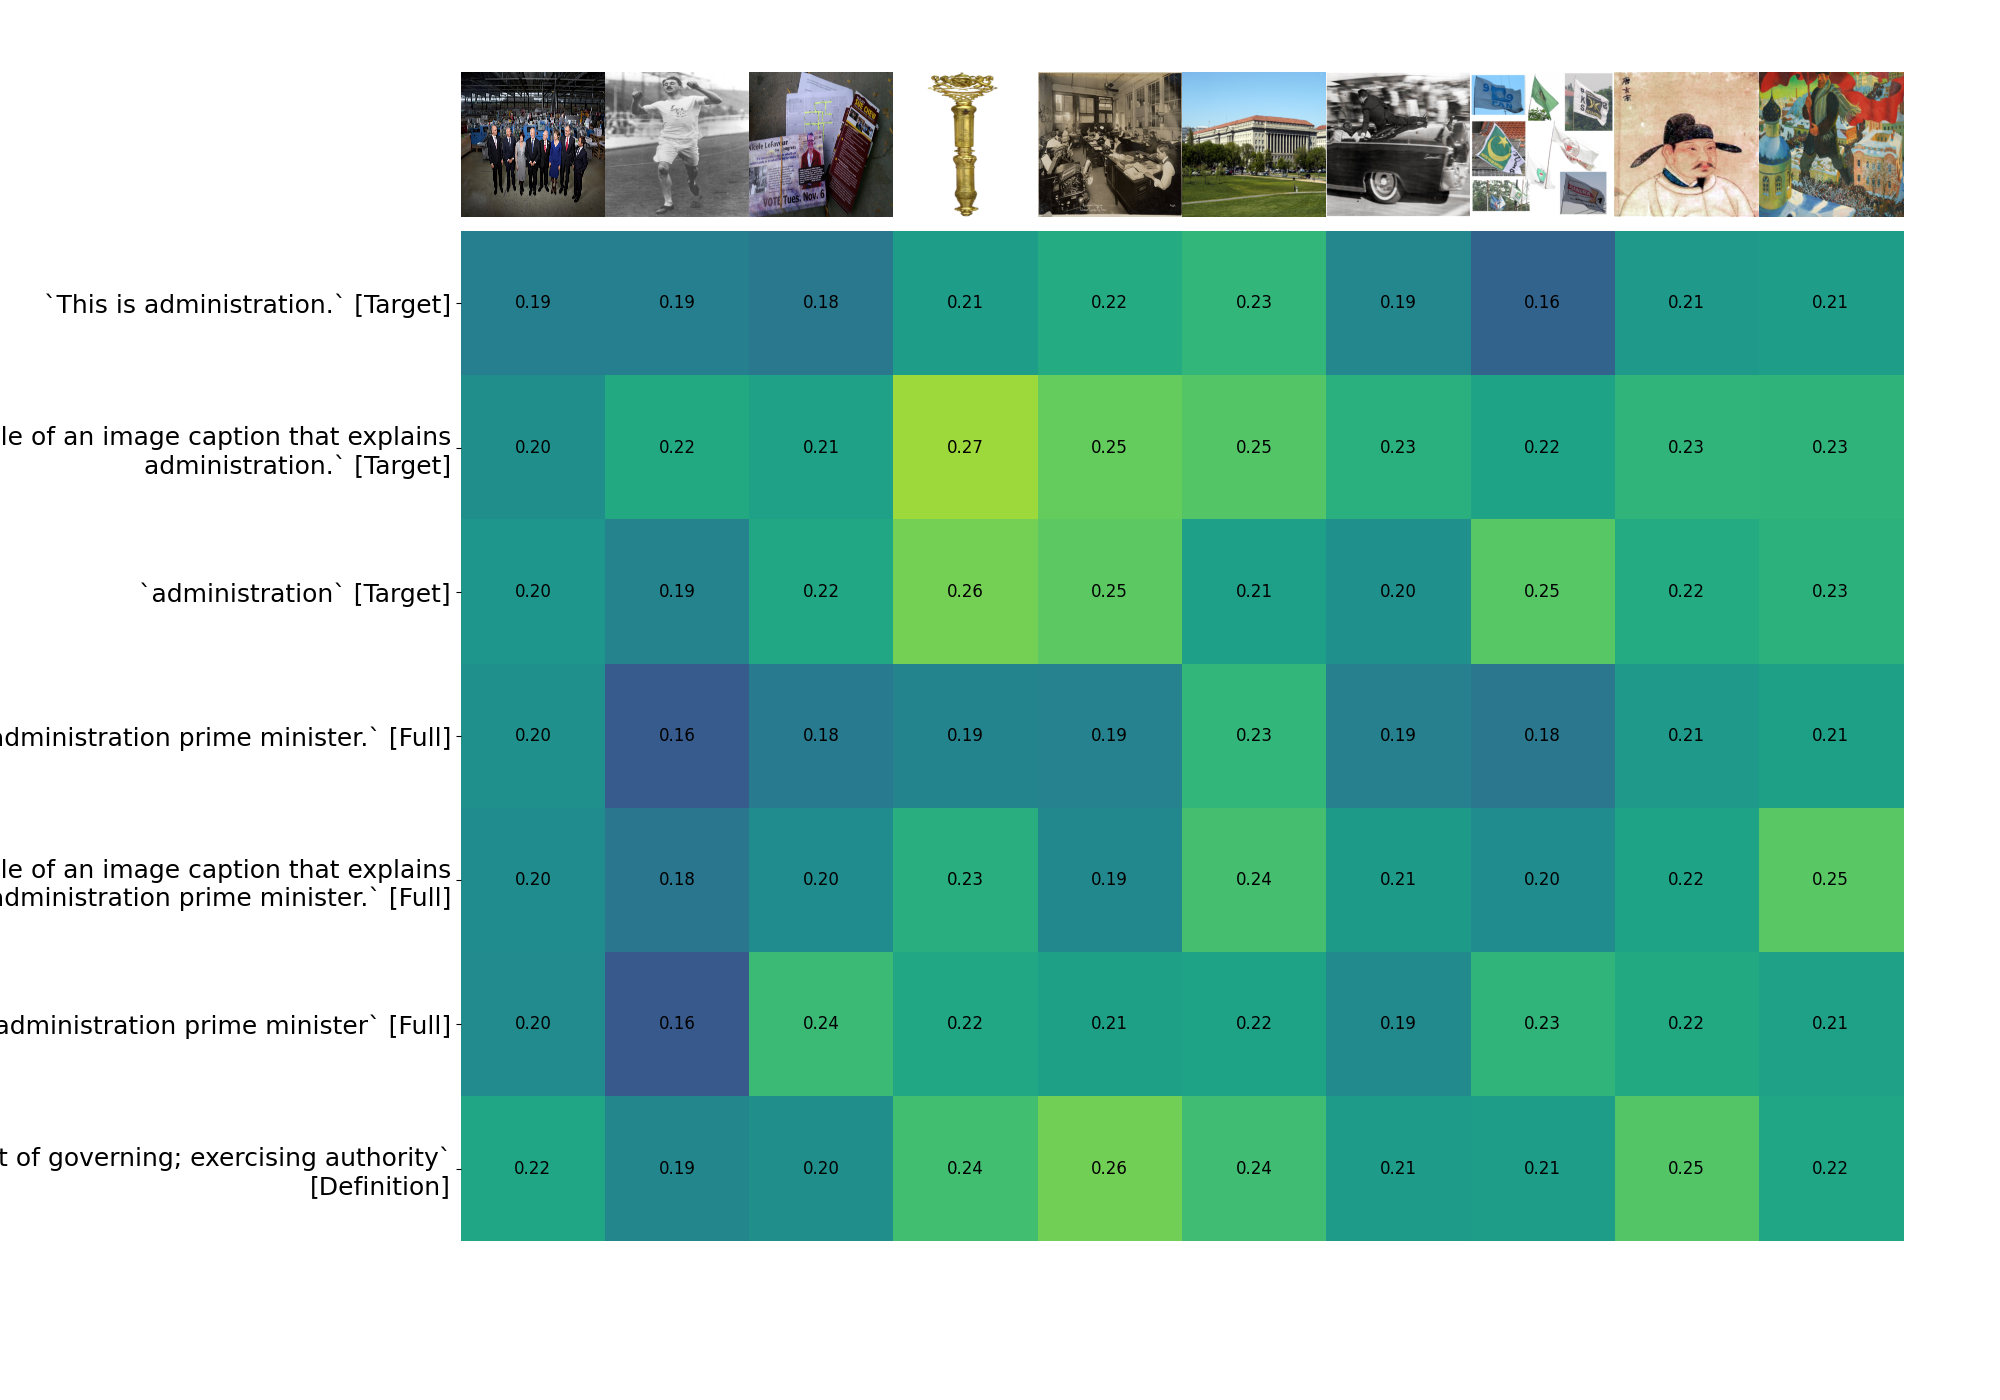 VOTE Tues. Nov. 6
`This is administration.` [Target]
0.19 0.19 0.18 0.21 0.22 0.23 0.19 0.16 0.21 0.21
le of an image caption that explains
administration.` [Target]
0.20 0.22 0.21 0.27 0.25 0.25 0.23 0.22 0.23 0.23
`administration` [Target]
0.20 0.19 0.22 0.26 0.25 0.21 0.20 0.25 0.22 0.23
administration prime minister.` [Full]
0.20 0.16 0.18 0.19 0.19 0.23 0.19 0.18 0.21 0.21
le of an image caption that explains
administration prime minister.` [Full]
0.20 0.18 0.20 0.23 0.19 0.24 0.21 0.20 0.22 0.25
administration prime minister` [Full]
0.20 0.16 0.24 0.22 0.21 0.22 0.19 0.23 0.22 0.21
t of governing; exercising authority`
[Definition]
0.22 0.19 0.20 0.24 0.26 0.24 0.21 0.21 0.25 0.22